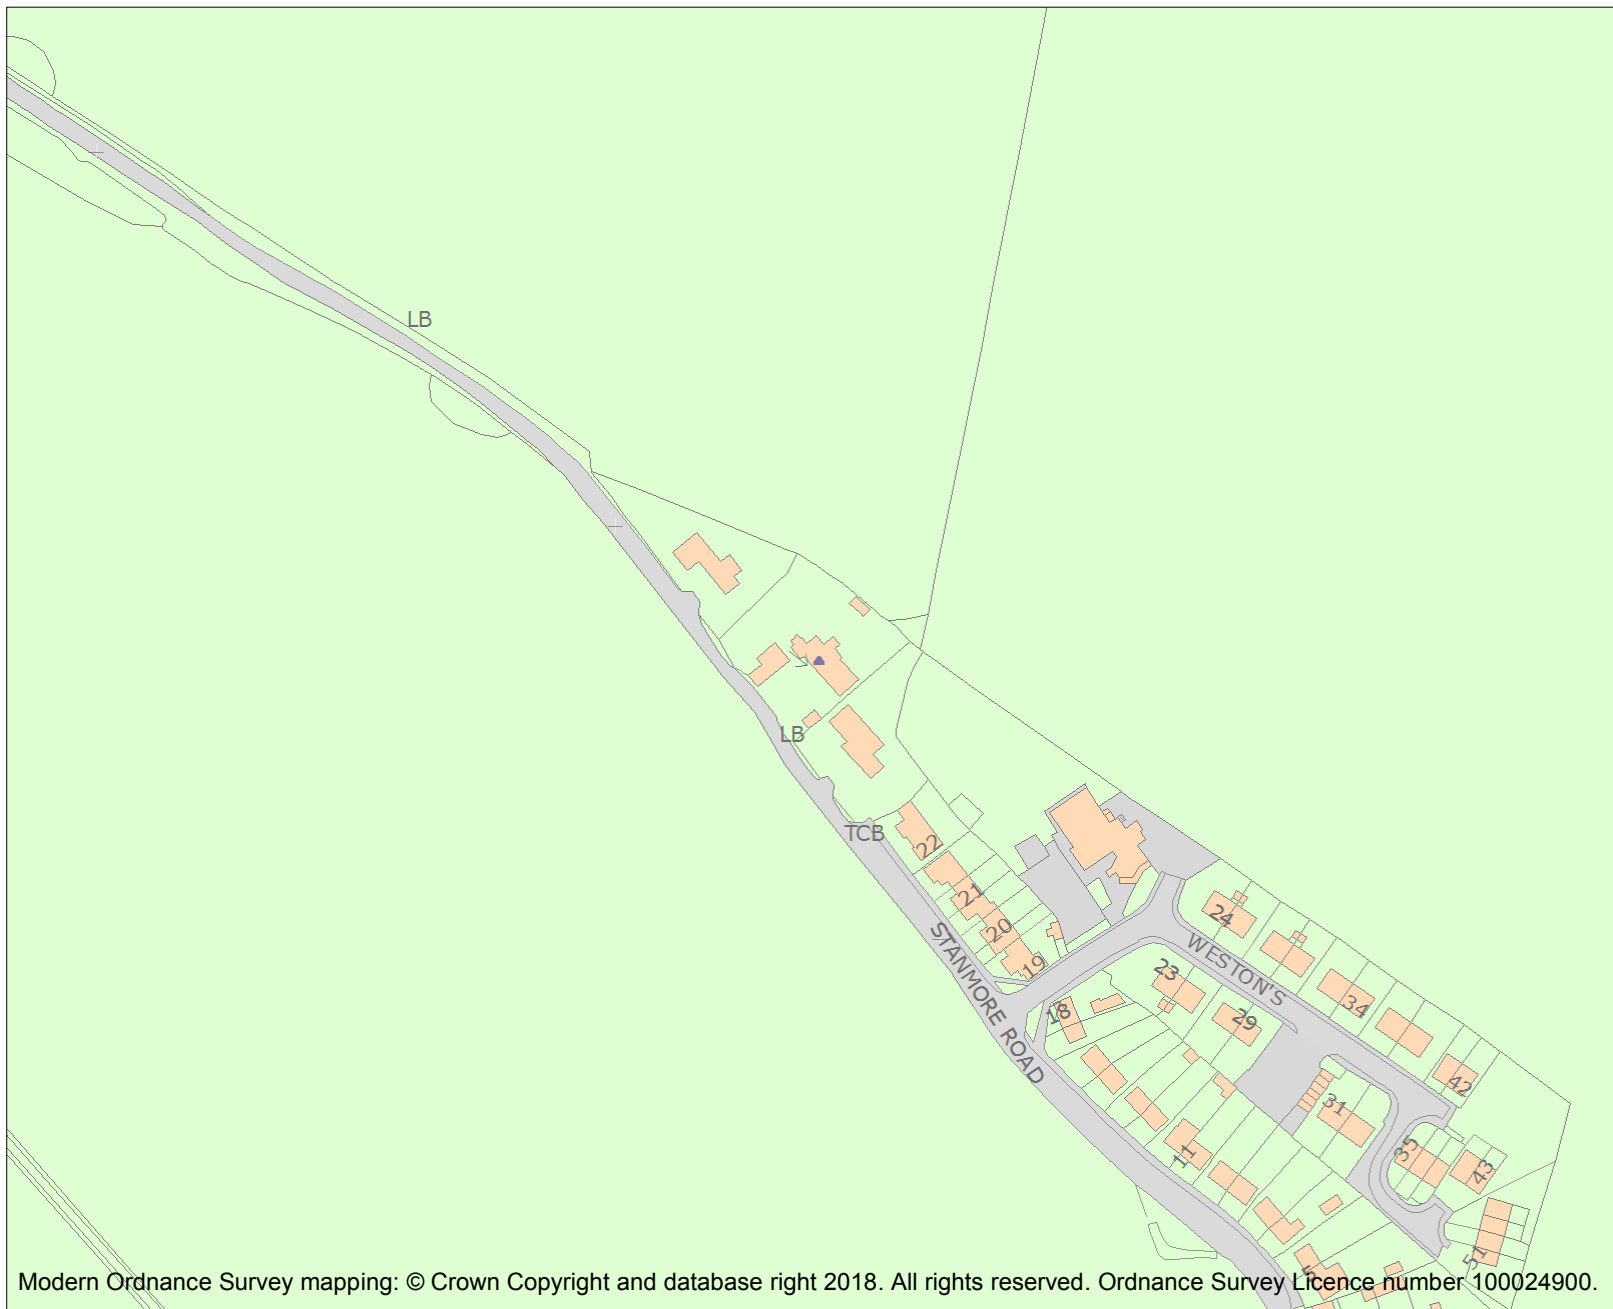 LB
LB
TCB
22
21
20
19
STANMORE ROAD
18
24
WESTON'S
23
34
29
42
31
35
43
11
51
5
Modern Ordnance Survey mapping: © Crown Copyright and database right 2018. All rights reserved. Ordnance Survey Licence number 100024900.